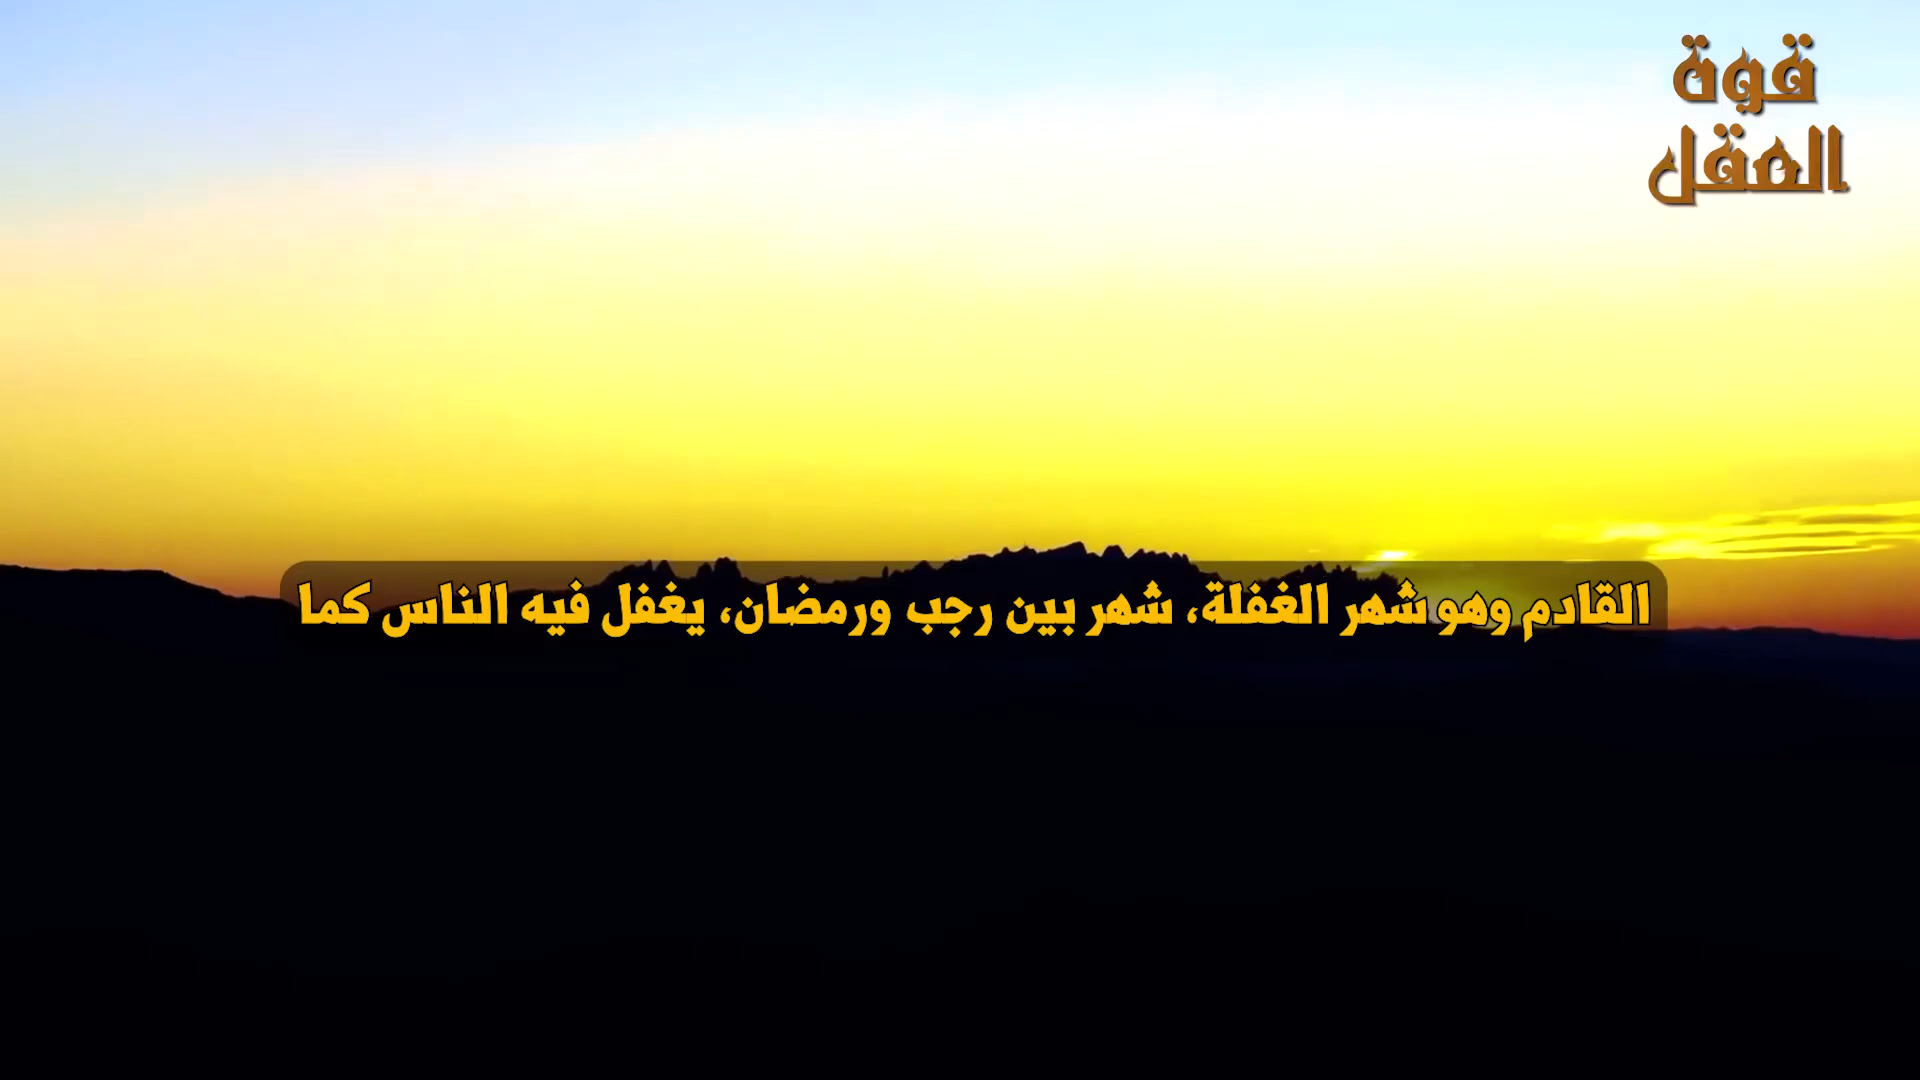 قوة
العقل
القادم وهو شهر الغفلة، شهر بين رجب ورمضان، يغفل فيه الناس كما